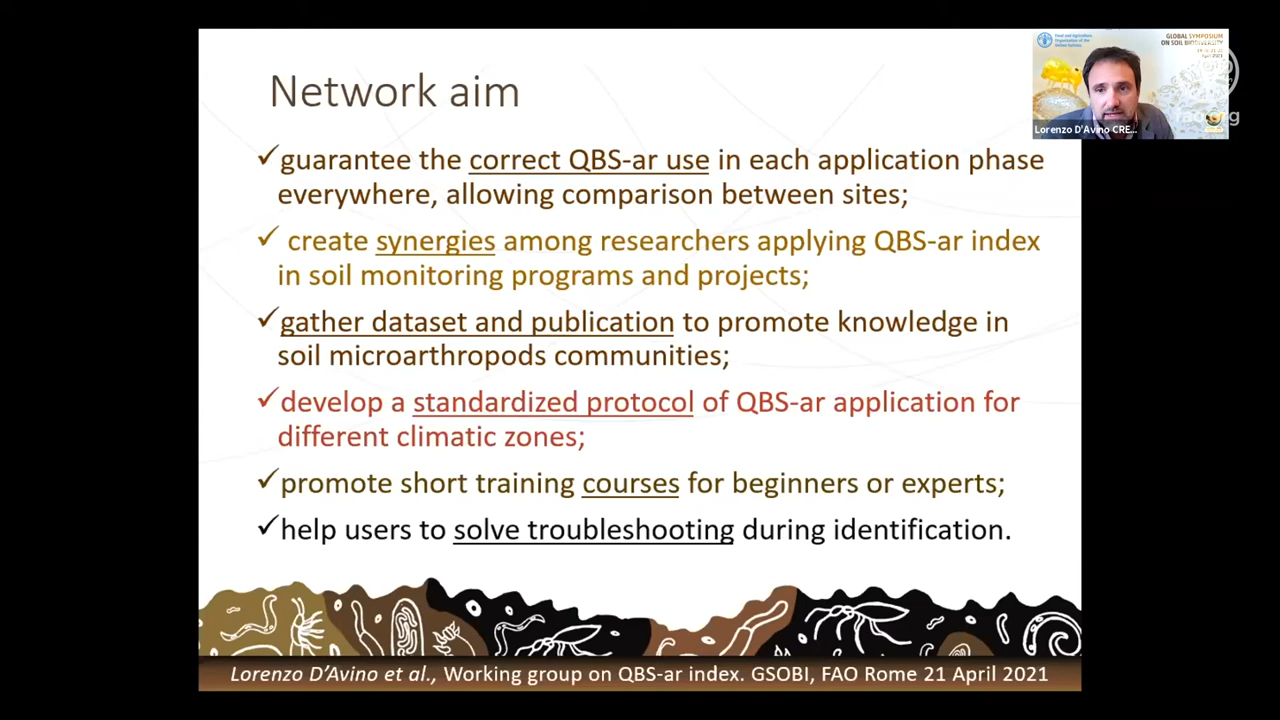 Network aim
✓guarantee the correct QBS-ar use in each application phase
everywhere, allowing comparison between sites;
✓ create synergies among researchers applying QBS-ar index
in soil monitoring programs and projects;
✓gather dataset and publication to promote knowledge in
soil microarthropods communities;
✓develop a standardized protocol of QBS-ar application for
different climatic zones;
✓promote short training courses for beginners or experts;
✓help users to solve troubleshooting during identification.
Lorenzo D'Avino et al., Working group on QBS-ar index. GSOBI, FAO Rome 21 April 2021
Food and Agriculture
Organization of the
United Nations
GLOBAL SYMPOSIUM
ON SOIL BIODIVERSITY
fao.org
Lorenzo D'Avino CRE...